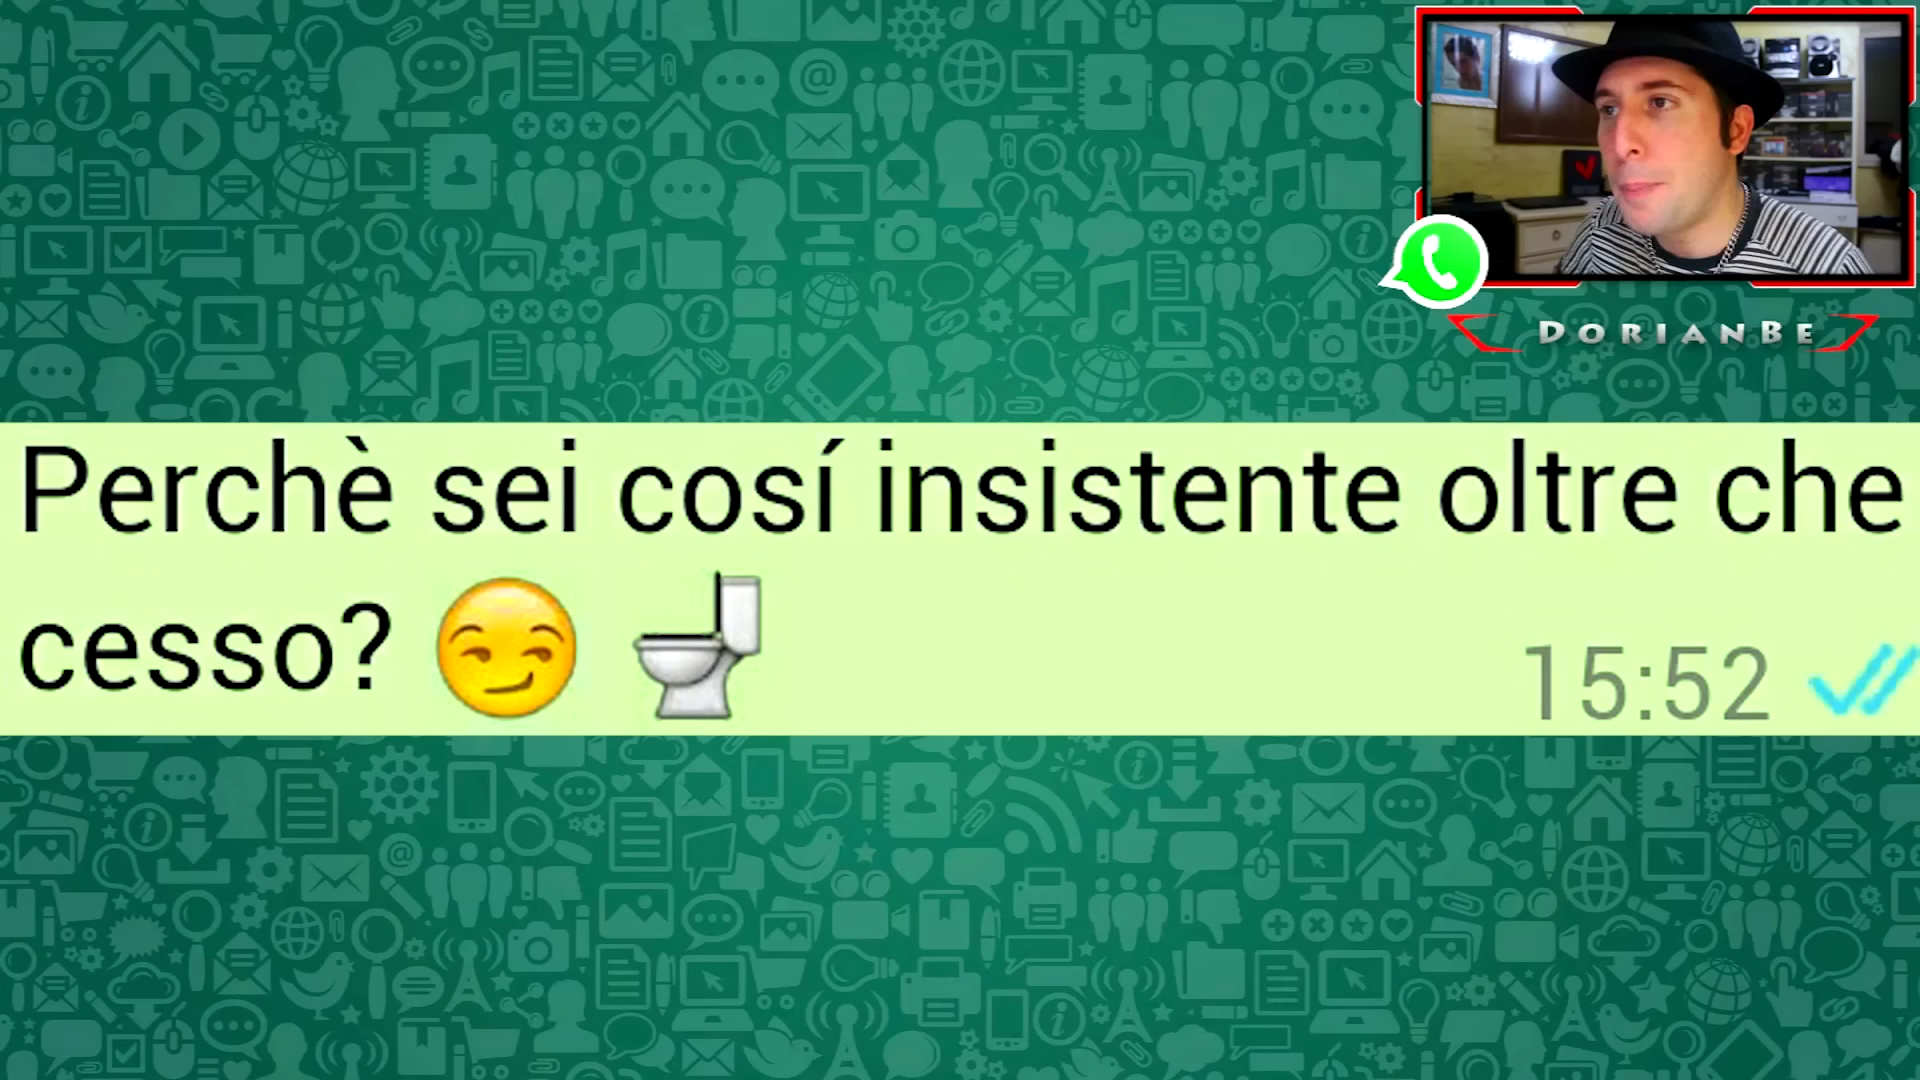 DorianBe
Perchè sei cosí insistente oltre che
cesso? 😏 🚽
15:52